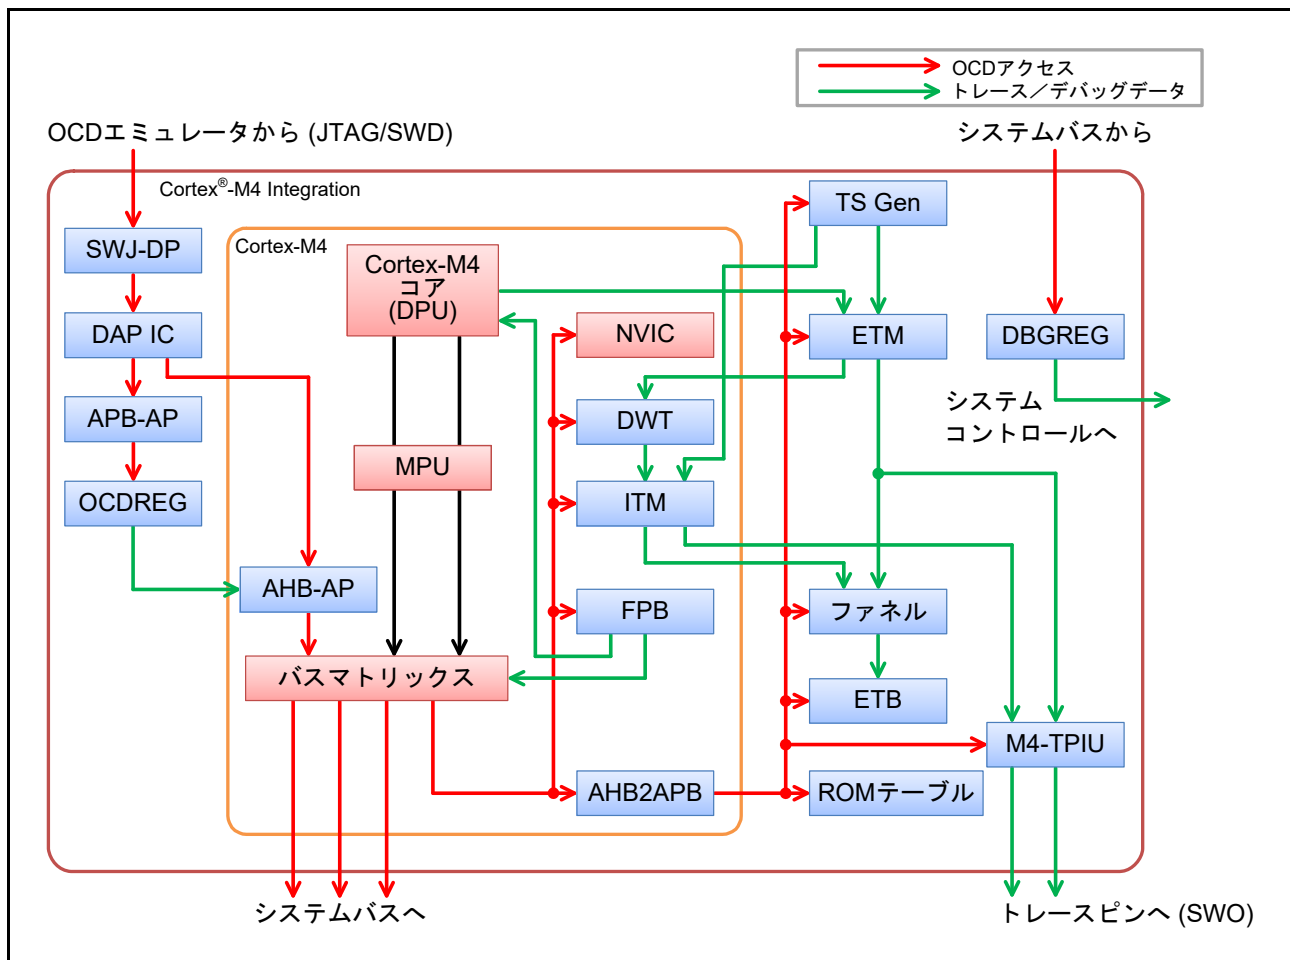 OCDアクセス
トレース／デバッグデータ
OCDエミュレータから (JTAG/SWD)
システムバスから
Cortex®-M4 Integration
TS Gen
SWJ-DP
Cortex-M4
Cortex-M4
コア
(DPU)
DAP IC
NVIC
ETM
DBGREG
APB-AP
DWT
システム
コントロールへ
MPU
OCDREG
ITM
AHB-AP
FPB
ファネル
バスマトリックス
ETB
M4-TPIU
AHB2APB
ROMテーブル
システムバスへ
トレースピンへ (SWO)